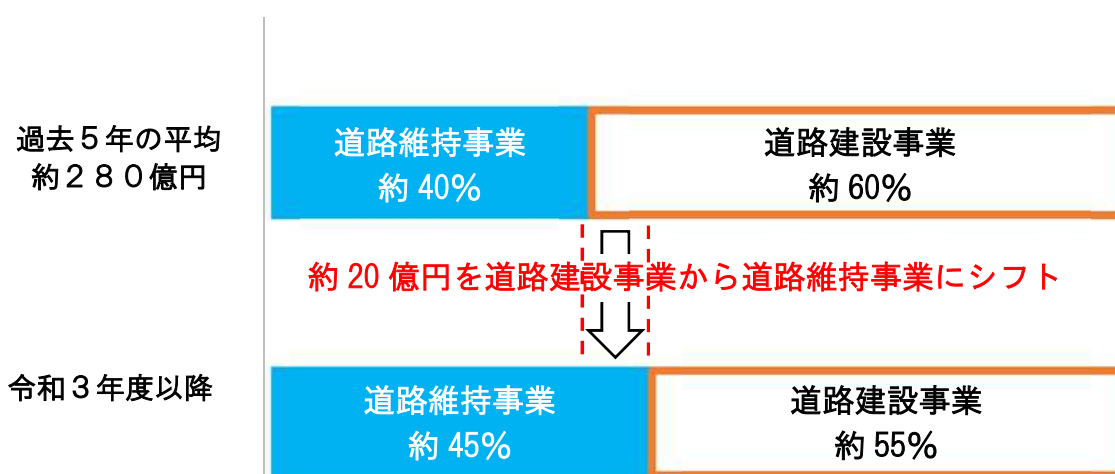 過去５年の平均
約２８０億円
道路維持事業
約 40%
道路建設事業
約 60%
約 20 億円を道路建設事業から道路維持事業にシフト
令和３年度以降
道路維持事業
約 45%
道路建設事業
約 55%